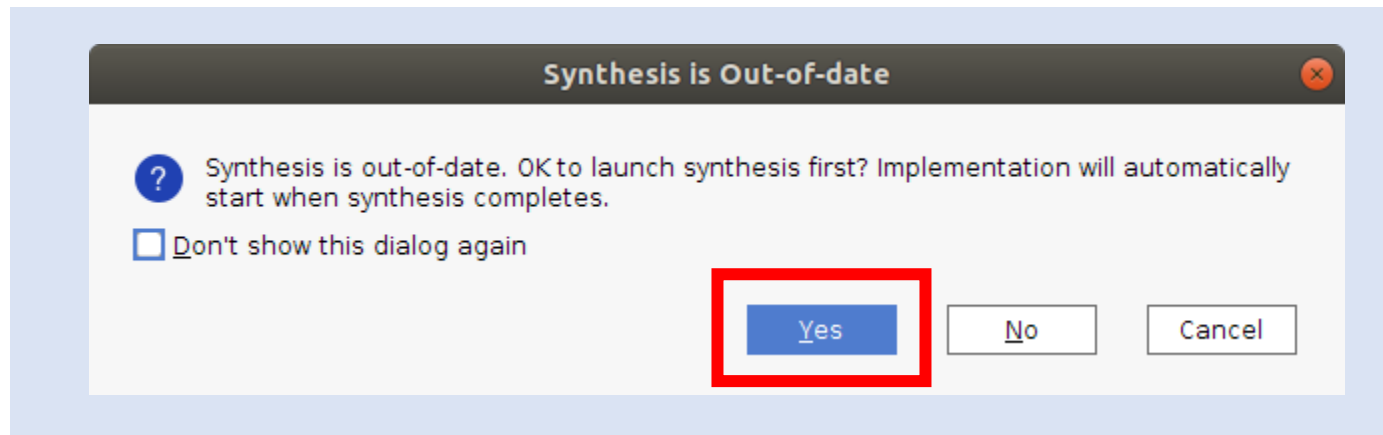 Synthesis is Out-of-date
? Synthesis is out-of-date. OK to launch synthesis first? Implementation will automatically
start when synthesis completes.
Don't show this dialog again
Yes No Cancel